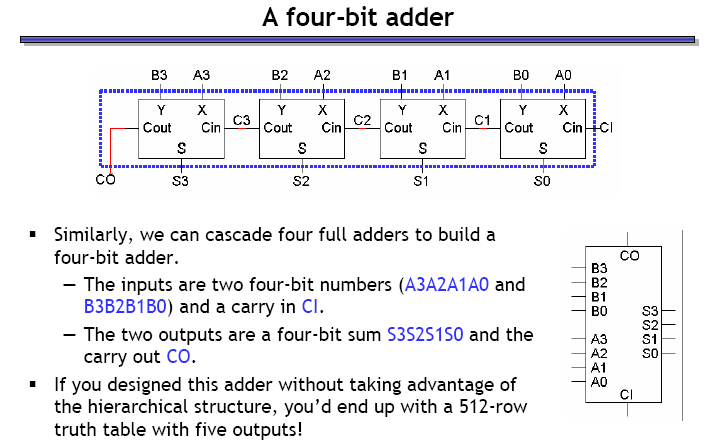 A four-bit adder
B3 A3 B2 A2 B1 A1 B0 A0
Y X Y X Y X Y X
Cout Cin C3 Cout Cin C2 Cout Cin C1 Cout Cin CI
S S S S
CO S3 S2 S1 S0
▪ Similarly, we can cascade four full adders to build a
four-bit adder.
— The inputs are two four-bit numbers (A3A2A1A0 and
B3B2B1B0) and a carry in CI.
— The two outputs are a four-bit sum S3S2S1S0 and the
carry out CO.
▪ If you designed this adder without taking advantage of
the hierarchical structure, you’d end up with a 512-row
truth table with five outputs!
CO
B3
B2
B1
B0 S3
S2
A3 S1
A2 S0
A1
A0
CI